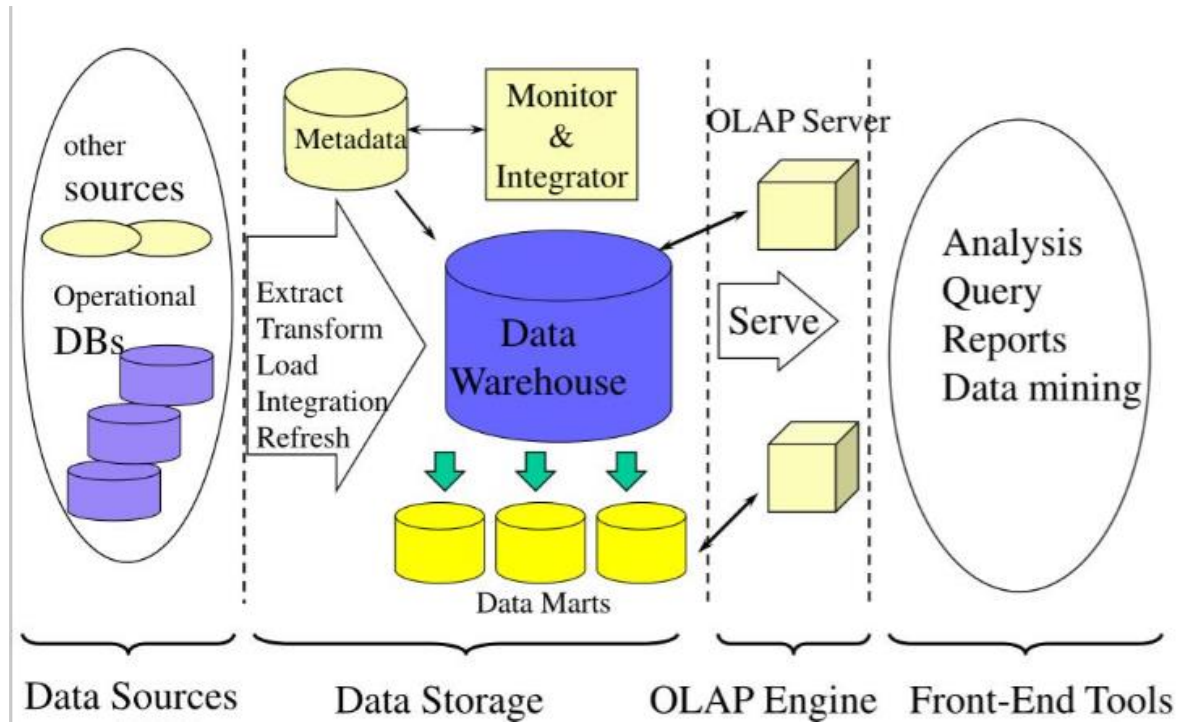 other
sources
Operational
DBs
Extract
Transform
Load
Integration
Refresh
Metadata
Monitor
&
Integrator
Data
Warehouse
Data Marts
OLAP Server
Serve
Analysis
Query
Reports
Data mining
Data Sources
Data Storage
OLAP Engine
Front-End Tools